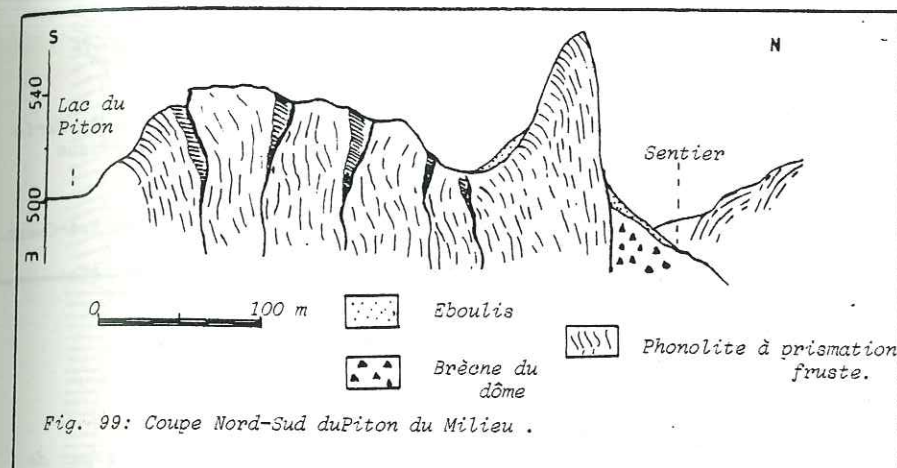 S
N
540
Lac du
Piton
Sentier
500
m
0 100 m
Eboulis
Brècne du
dôme
Phonolite à prismation
fruste.
Fig. 99: Coupe Nord-Sud duPiton du Milieu .